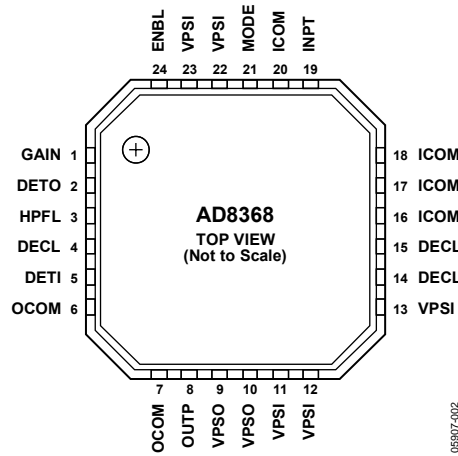 ENBL VPSI VPSI MODE ICOM INPT
24 23 22 21 20 19
GAIN 1
DETO 2
HPFL 3
DECL 4
DETI 5
OCOM 6
AD8368
TOP VIEW
(Not to Scale)
18 ICOM
17 ICOM
16 ICOM
15 DECL
14 DECL
13 VPSI
7 8 9 10 11 12
OCOM OUTP VPSO VPSO VPSI VPSI
05907-002